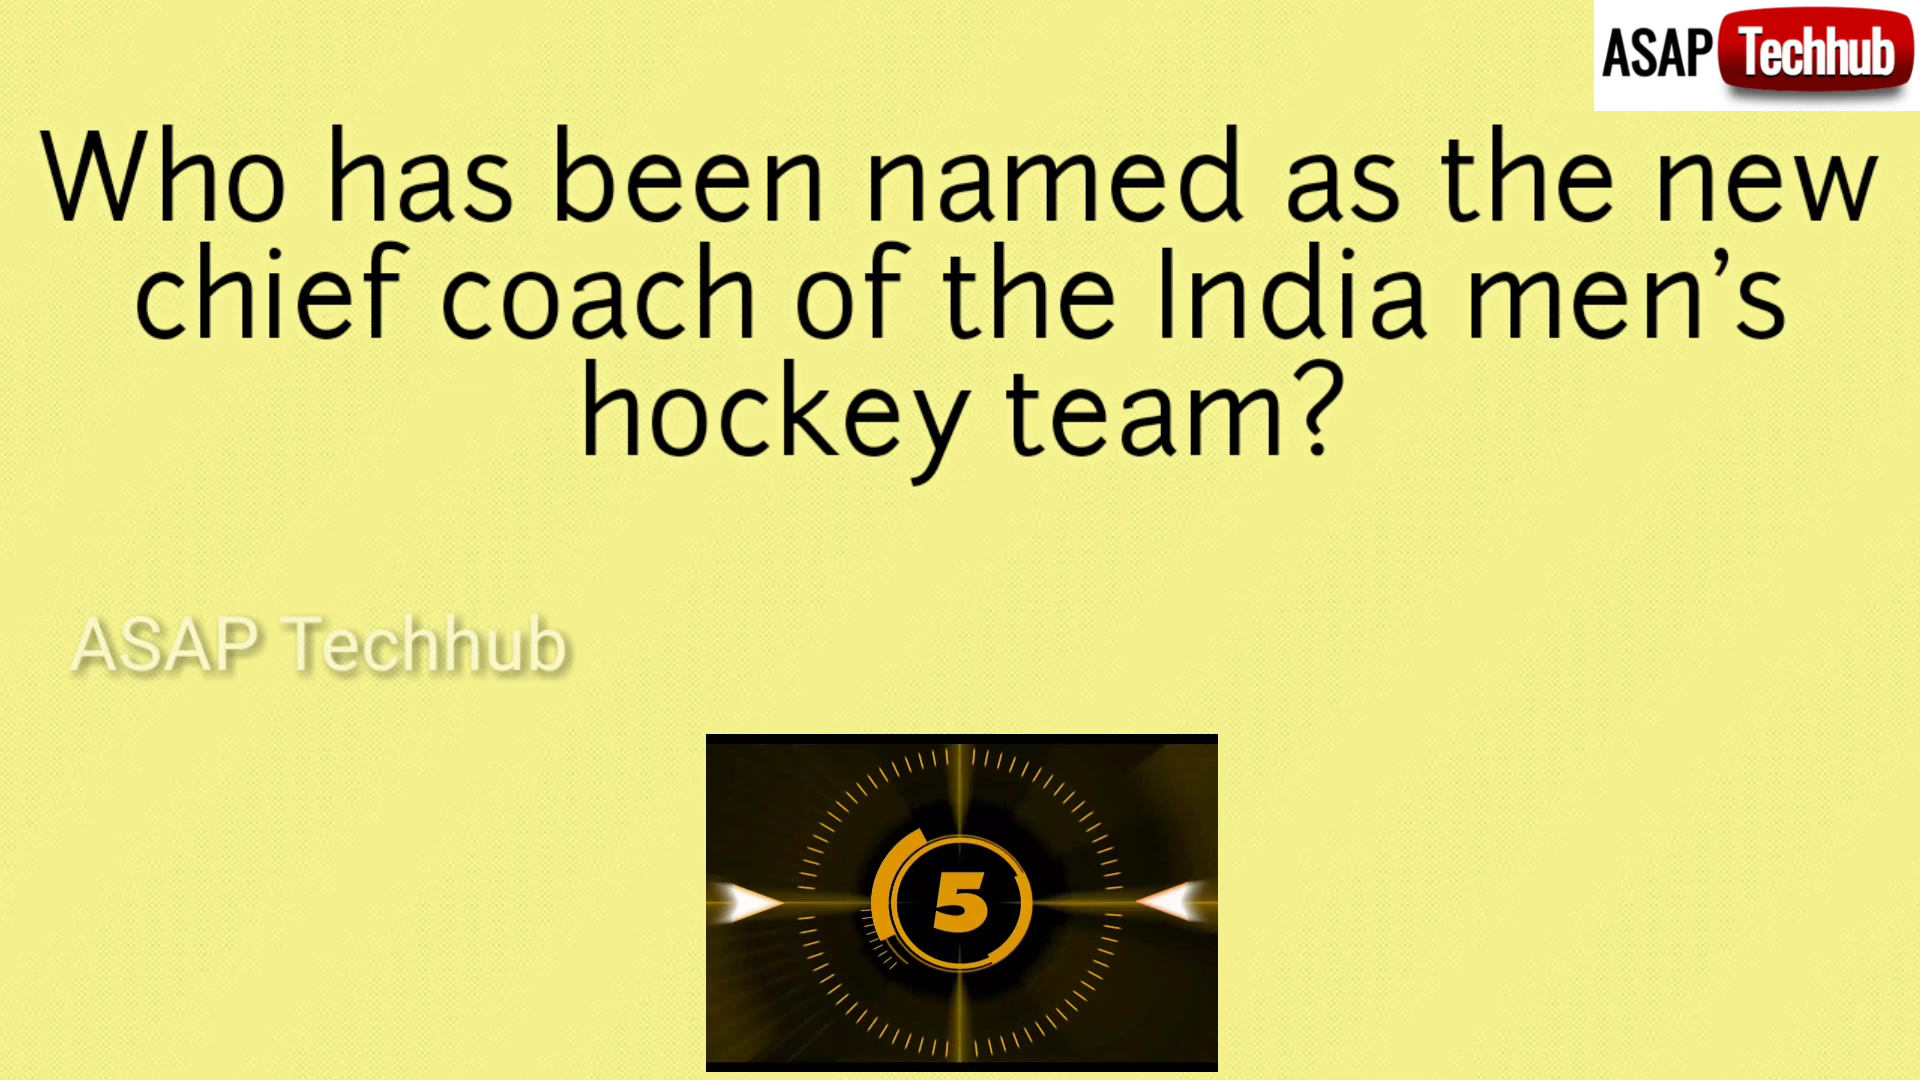 ASAP Techhub
Who has been named as the new
chief coach of the India men’s
hockey team?
ASAP Techhub
5